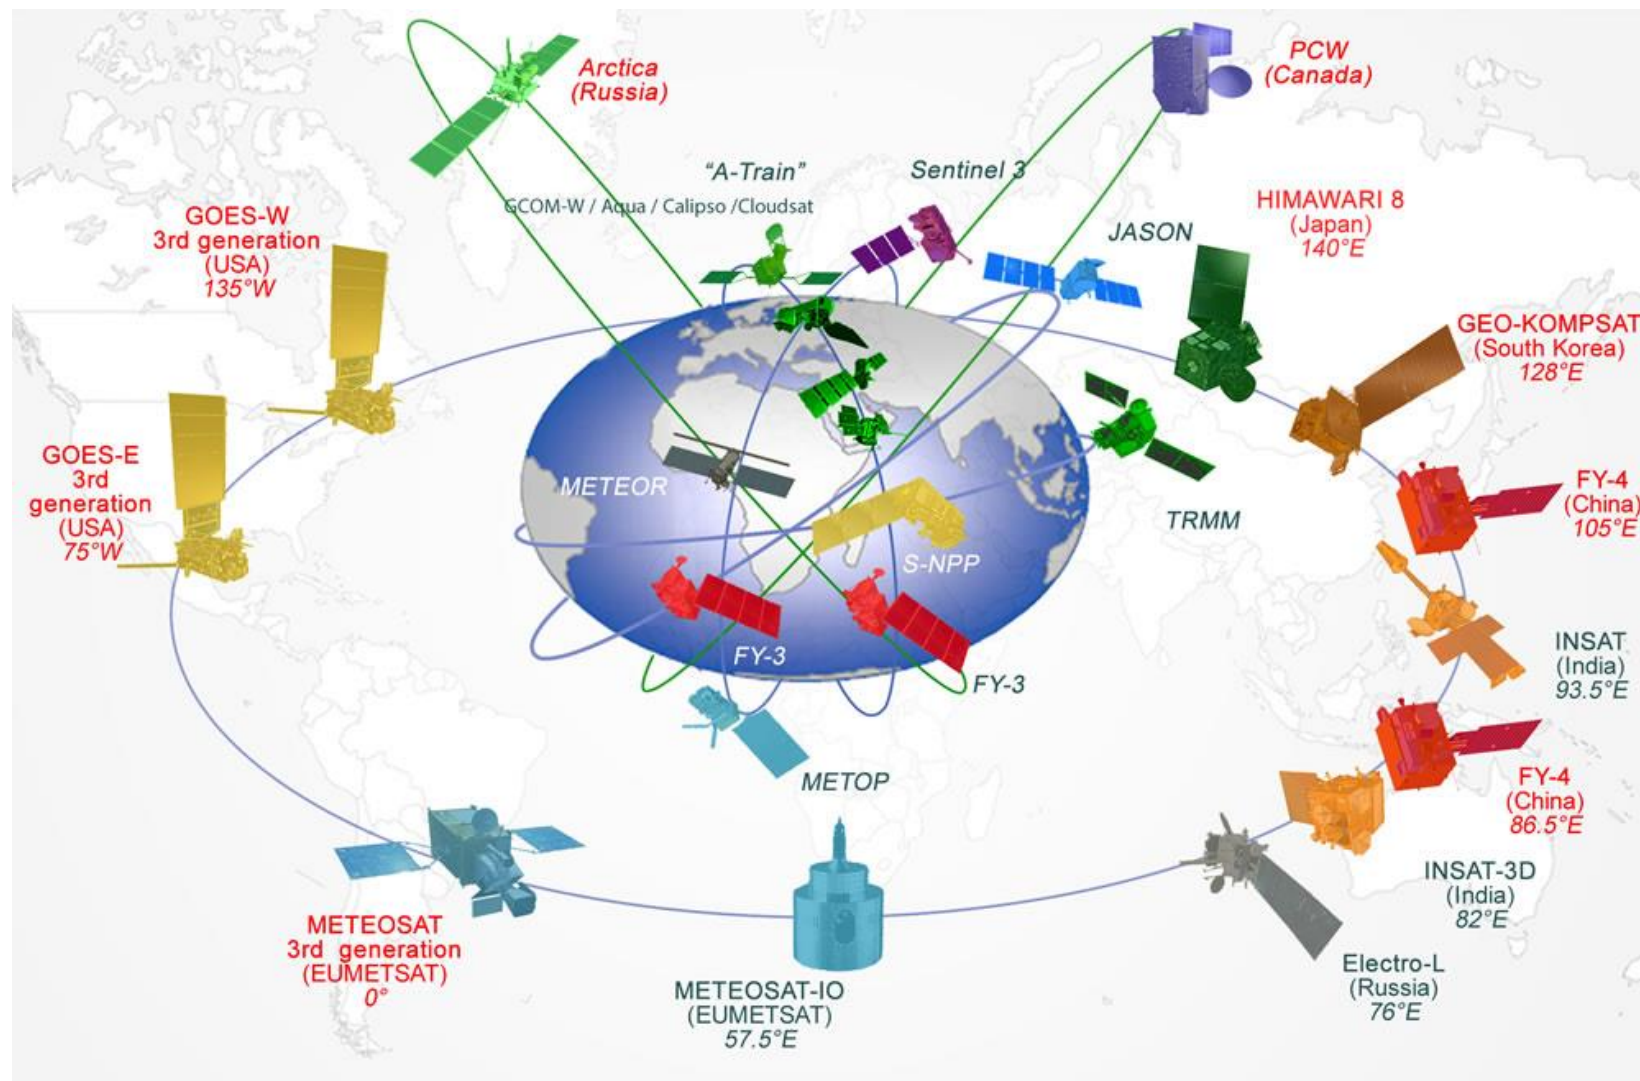 Arctica
(Russia)
PCW
(Canada)
"A-Train"
GCOM-W / Aqua / Calipso /Cloudsat
Sentinel 3
JASON
HIMAWARI 8
(Japan)
140°E
GOES-W
3rd generation
(USA)
135°W
GEO-KOMPSAT
(South Korea)
128°E
GOES-E
3rd
generation
(USA)
75°W
METEOR
TRMM
FY-4
(China)
105°E
S-NPP
FY-3
FY-3
INSAT
(India)
93.5°E
METOP
FY-4
(China)
86.5°E
INSAT-3D
(India)
82°E
METEOSAT
3rd generation
(EUMETSAT)
0°
METEOSAT-IO
(EUMETSAT)
57.5°E
Electro-L
(Russia)
76°E